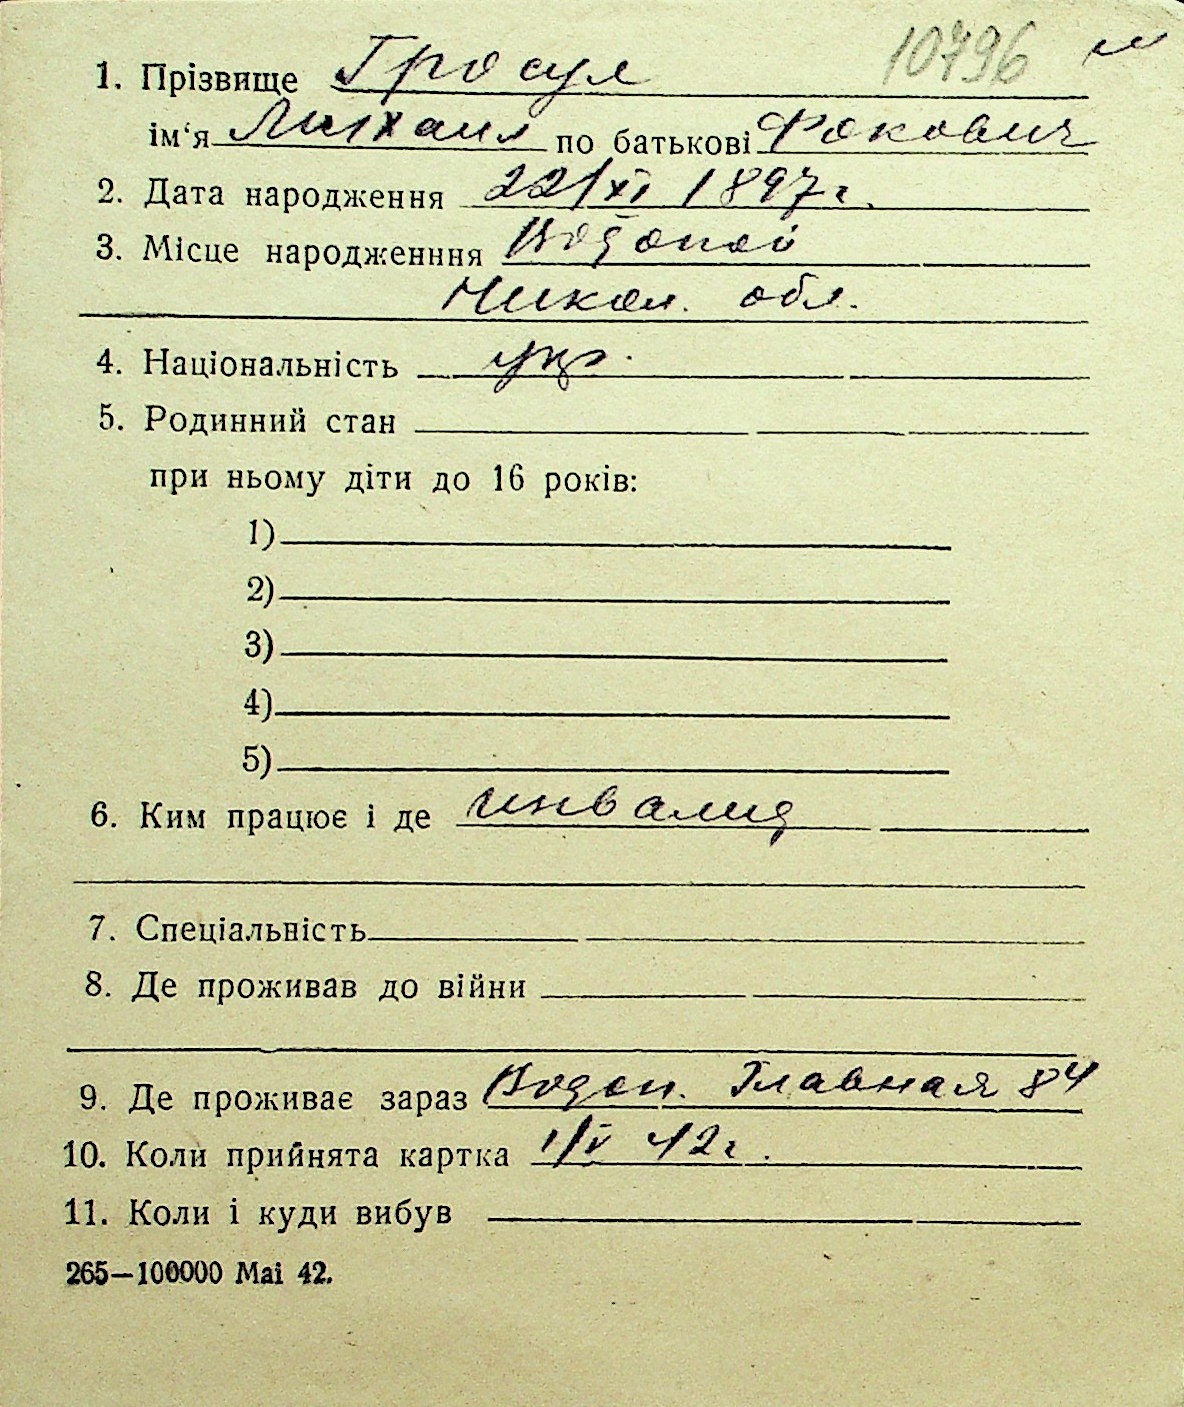 10796
1. Прізвище Гросул
ім'я Михаил по батькові Фокович
2. Дата народження 22/XI 1897 г.
3. Місце народженння Водопой
Никол. обл.
4. Національність укр.
5. Родинний стан
при ньому діти до 16 років:
1)
2)
3)
4)
5)
6. Ким працює і де инвалид
7. Спеціальність
8. Де проживав до війни
9. Де проживає зараз Водоп. Главная 84
10. Коли прийнята картка 1/V 42 г.
11. Коли і куди вибув
265—100000 Маі 42.